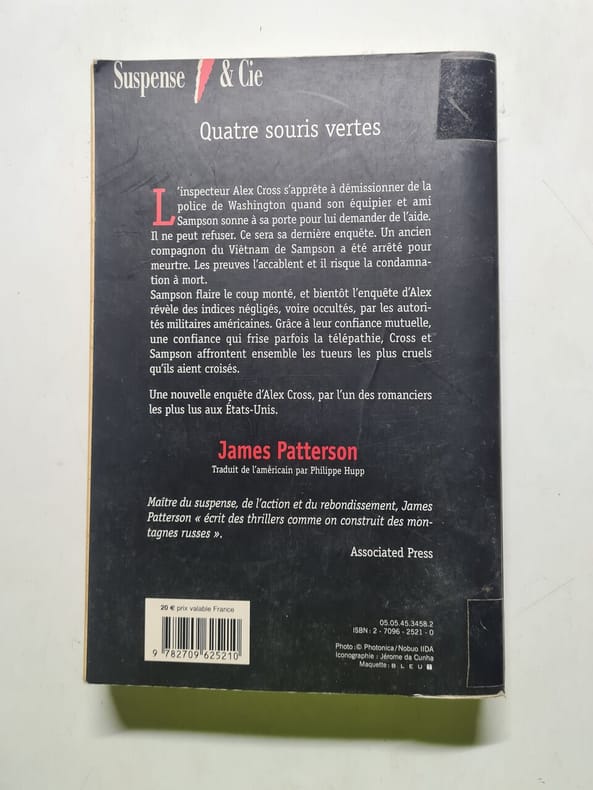 Suspense & Cie
Quatre souris vertes
L'inspecteur Alex Cross s'apprête à démissionner de la
police de Washington quand son équipier et ami
Sampson sonne à sa porte pour lui demander de l'aide.
Il ne peut refuser. Ce sera sa dernière enquête. Un ancien
compagnon du Viêtnam de Sampson a été arrêté pour
meurtre. Les preuves l'accablent et il risque la condamna-
tion à mort.
Sampson flaire le coup monté, et bientôt l'enquête d'Alex
révèle des indices négligés, voire occultés, par les autori-
tés militaires américaines. Grâce à leur confiance mutuelle,
une confiance qui frise parfois la télépathie, Cross et
Sampson affrontent ensemble les tueurs les plus cruels
qu'ils aient croisés.
Une nouvelle enquête d'Alex Cross, par l'un des romanciers
les plus lus aux États-Unis.
James Patterson
Traduit de l'américain par Philippe Hupp
Maître du suspense, de l'action et du rebondissement, James
Patterson « écrit des thrillers comme on construit des mon-
tagnes russes ».
Associated Press
20 € prix valable France
9 782709 625210
05.05.45.3458.2
ISBN : 2 - 7096 - 2521 - 0
Photo : © Photonica / Nobuo IIDA
Iconographie : Jérome da Cunha
Maquette : BLEUT